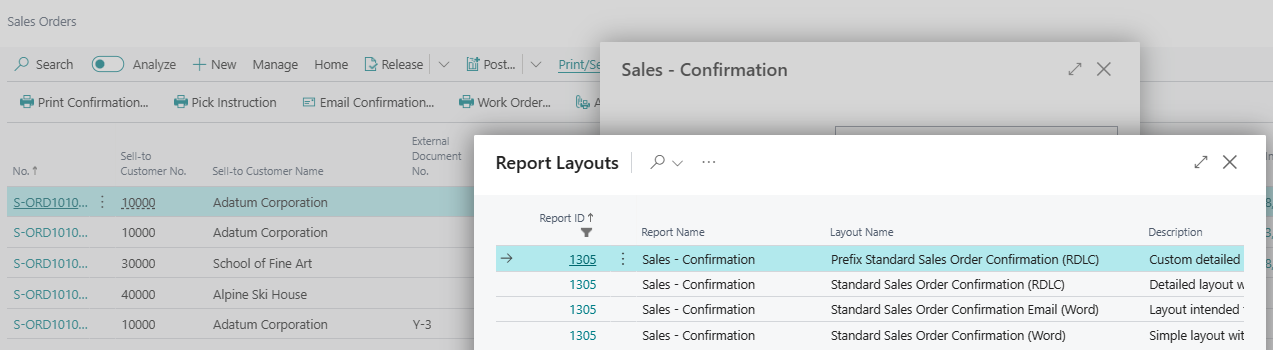 Sales Orders
Search Analyze New Manage Home Release Post... Print/Se
Sales - Confirmation
Print Confirmation... Pick Instruction Email Confirmation... Work Order... A
Report Layouts ...
No. ↑ Sell-to Customer No. Sell-to Customer Name External Document No.
S-ORD1010... 10000 Adatum Corporation
S-ORD1010... 10000 Adatum Corporation
S-ORD1010... 30000 School of Fine Art
S-ORD1010... 40000 Alpine Ski House
S-ORD1010... 10000 Adatum Corporation Y-3
Report ID ↑ Report Name Layout Name Description
1305 Sales - Confirmation Prefix Standard Sales Order Confirmation (RDLC) Custom detailed
1305 Sales - Confirmation Standard Sales Order Confirmation (RDLC) Detailed layout w
1305 Sales - Confirmation Standard Sales Order Confirmation Email (Word) Layout intended
1305 Sales - Confirmation Standard Sales Order Confirmation (Word) Simple layout wit